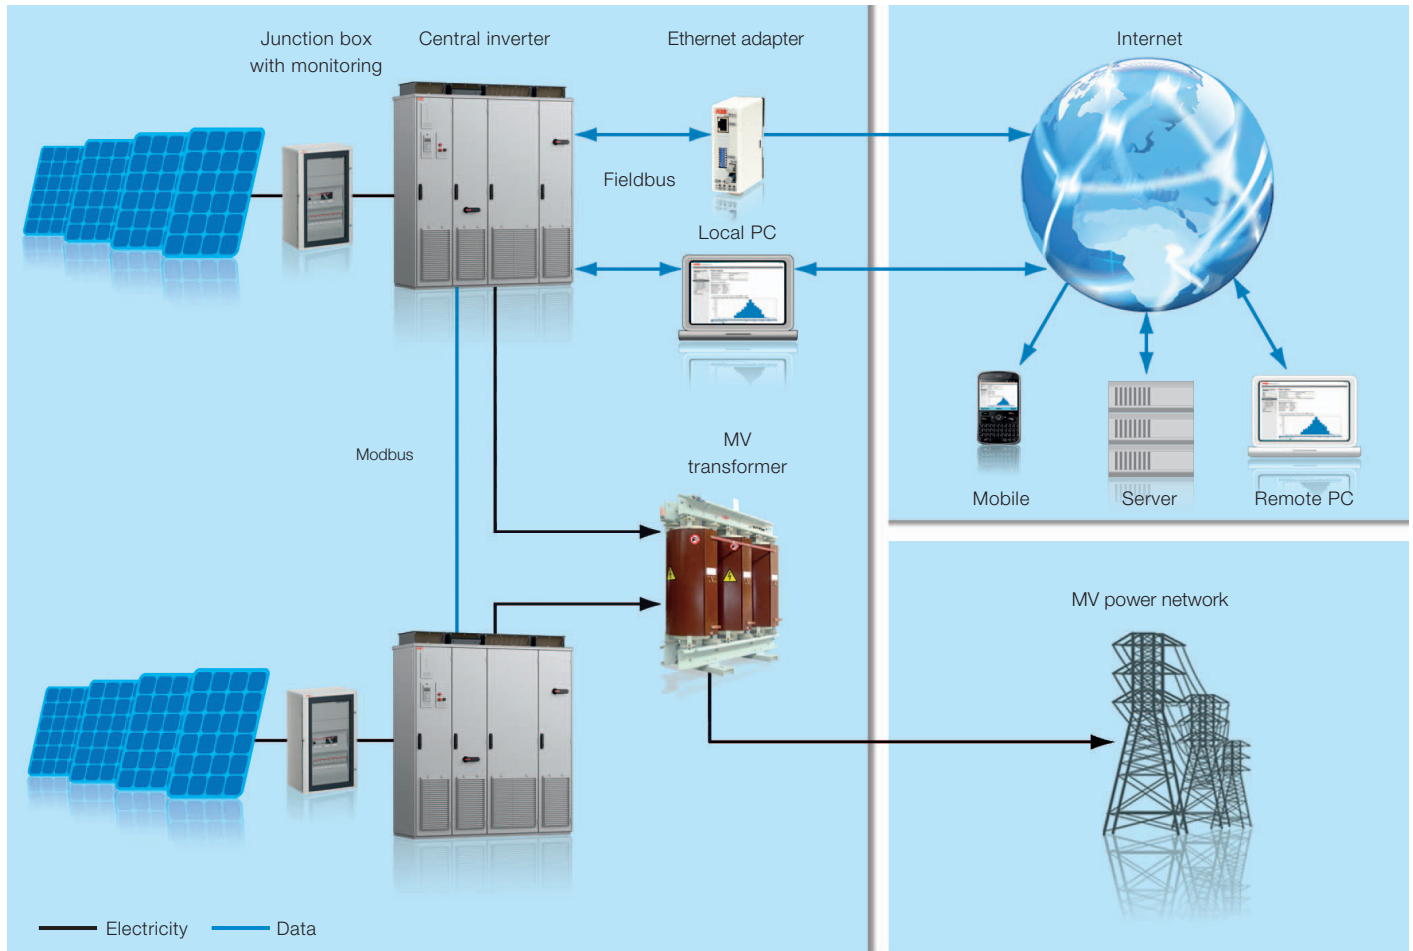 Junction box
with monitoring
Central inverter
Ethernet adapter
Internet
Fieldbus
Local PC
Modbus
MV
transformer
Mobile
Server
Remote PC
MV power network
Electricity
Data